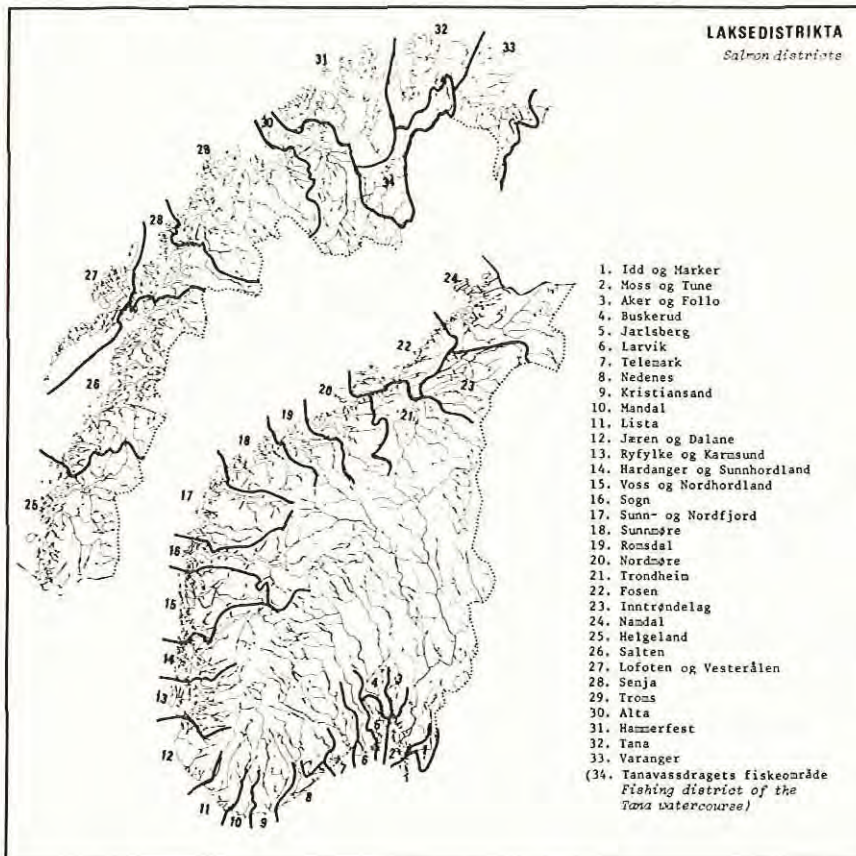 LAKSEDISTRIKTA
Salmon districts
32
31
33
30
29
34
28
27
26
25
24
22
23
20
21
19
18
17
16
15
14
13
12
11
10
9
8
6
4
3
5
2
1
1. Idd og Marker
2. Moss og Tune
3. Aker og Follo
4. Buskerud
5. Jarlsberg
6. Larvik
7. Telemark
8. Nedenes
9. Kristiansand
10. Mandal
11. Lista
12. Jæren og Dalane
13. Ryfylke og Karmsund
14. Hardanger og Sunnhordland
15. Voss og Nordhordland
16. Sogn
17. Sunn- og Nordfjord
18. Sunnmøre
19. Romsdal
20. Nordmøre
21. Trondheim
22. Fosen
23. Inntrøndelag
24. Namdal
25. Helgeland
26. Salten
27. Lofoten og Vesterålen
28. Senja
29. Troms
30. Alta
31. Hammerfest
32. Tana
33. Varanger
(34. Tanavassdragets fiskeområde
Fishing district of the
Tana watercourse)